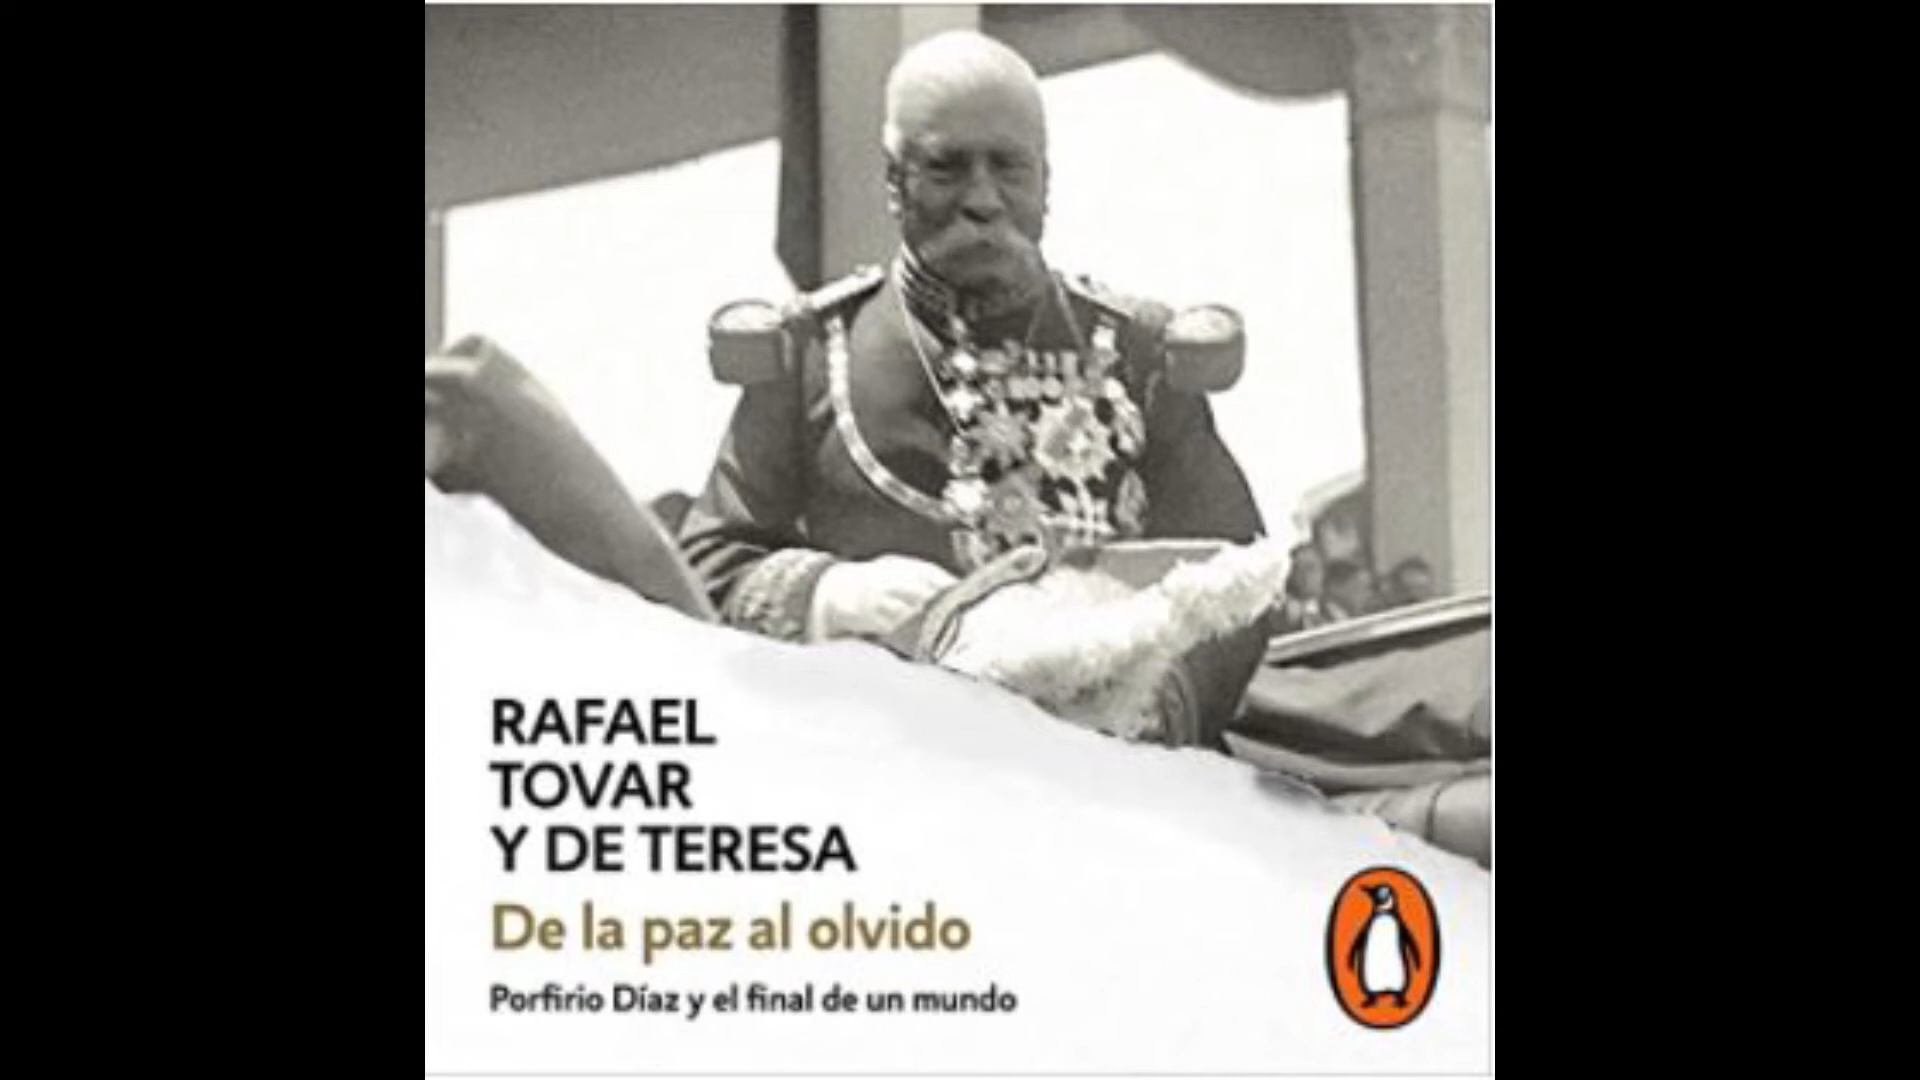 RAFAEL
TOVAR
Y DE TERESA
De la paz al olvido
Porfirio Díaz y el final de un mundo